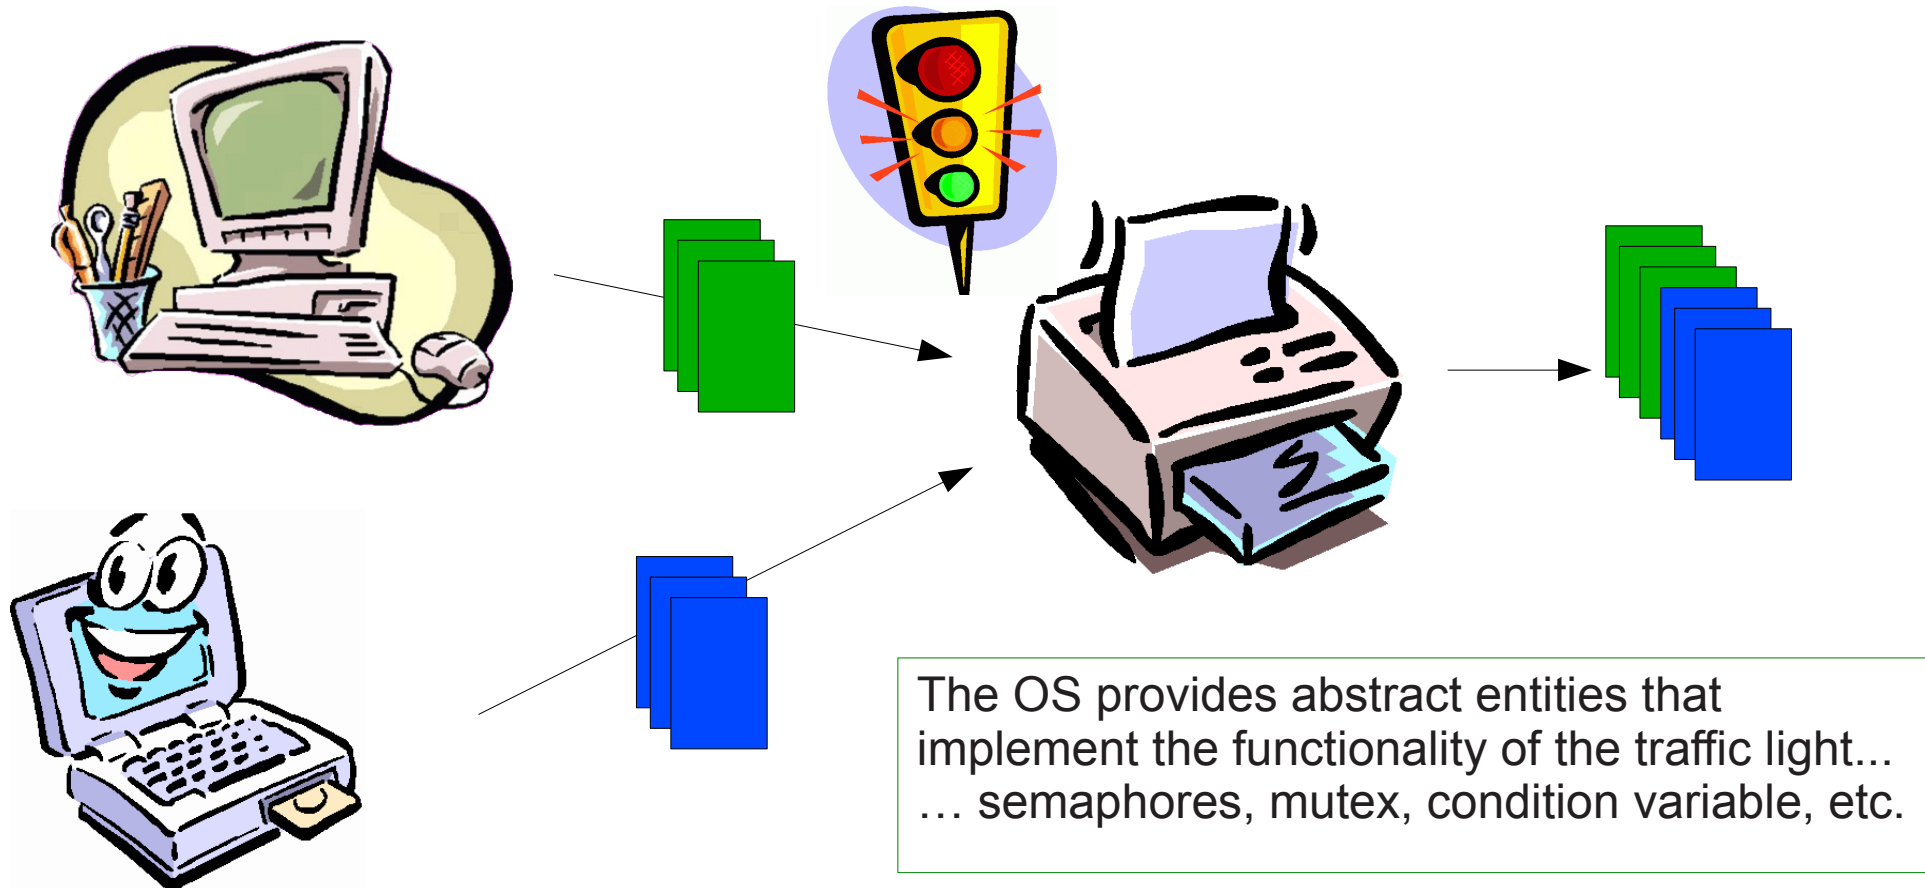 The OS provides abstract entities that
implement the functionality of the traffic light...
… semaphores, mutex, condition variable, etc.